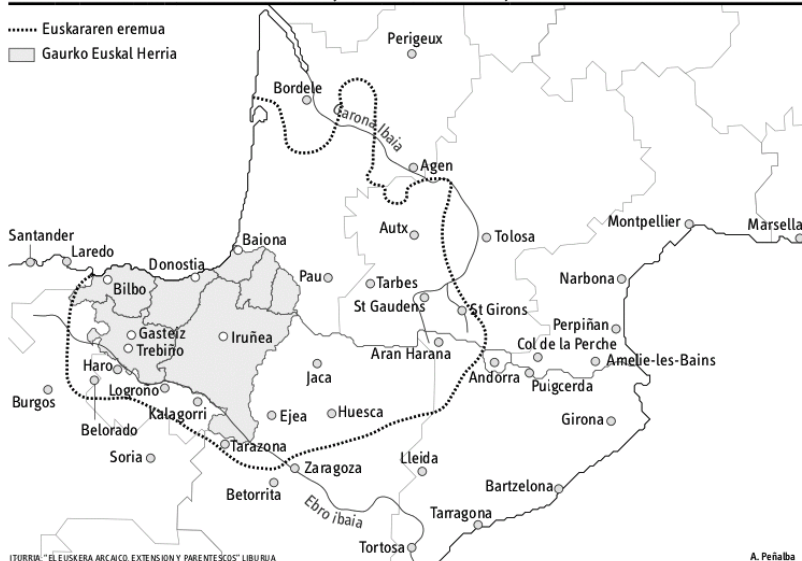 Euskararen eremua
Gaurko Euskal Herria
Perigeux
Bordele
Garona Ibaia
Agen
Autx
Tolosa
Montpellier
Marsella
Santander
Laredo
Baiona
Donostia
Bilbo
Pau
Tarbes
St Gaudens
St Girons
Narbona
Perpiñan
Gasteiz
Trebiño
Iruñea
Aran Harana
Col de la Perche
Amelie-les-Bains
Haro
Jaca
Andorra
Puigcerda
Burgos
Logroño
Kalagorri
Belorado
Ejea
Huesca
Girona
Soria
Tarazona
Zaragoza
Lleida
Betorrita
Bartzelona
Ebro ibaia
Tarragona
Tortosa
ITURRIA: "EL EUSKERA ARCAICO. EXTENSION Y PARENTESCOS" LIBURUA
A. Peñalba